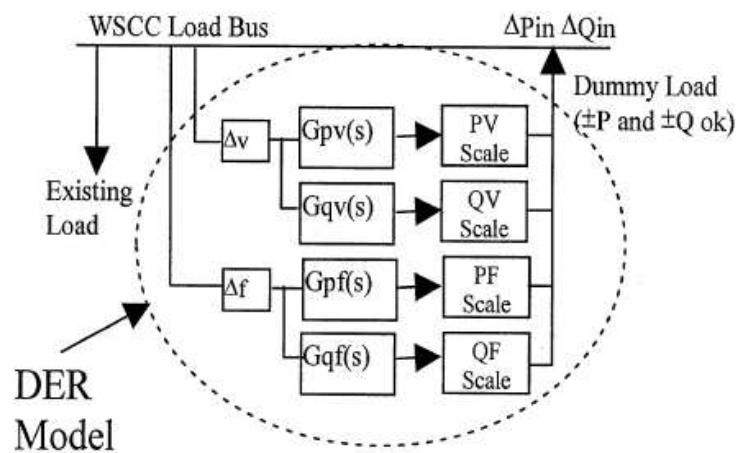 WSCC Load Bus
ΔPin ΔQin
Dummy Load
(±P and ±Q ok)
Δv
Gpv(s)
PV
Scale
Existing
Load
Gqv(s)
QV
Scale
Δf
Gpf(s)
PF
Scale
Gqf(s)
QF
Scale
DER
Model